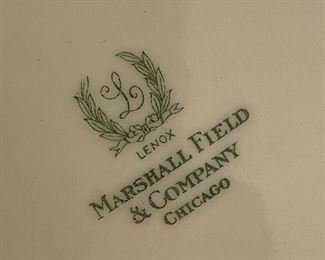 L
LENOX
MARSHALL FIELD
& COMPANY
CHICAGO